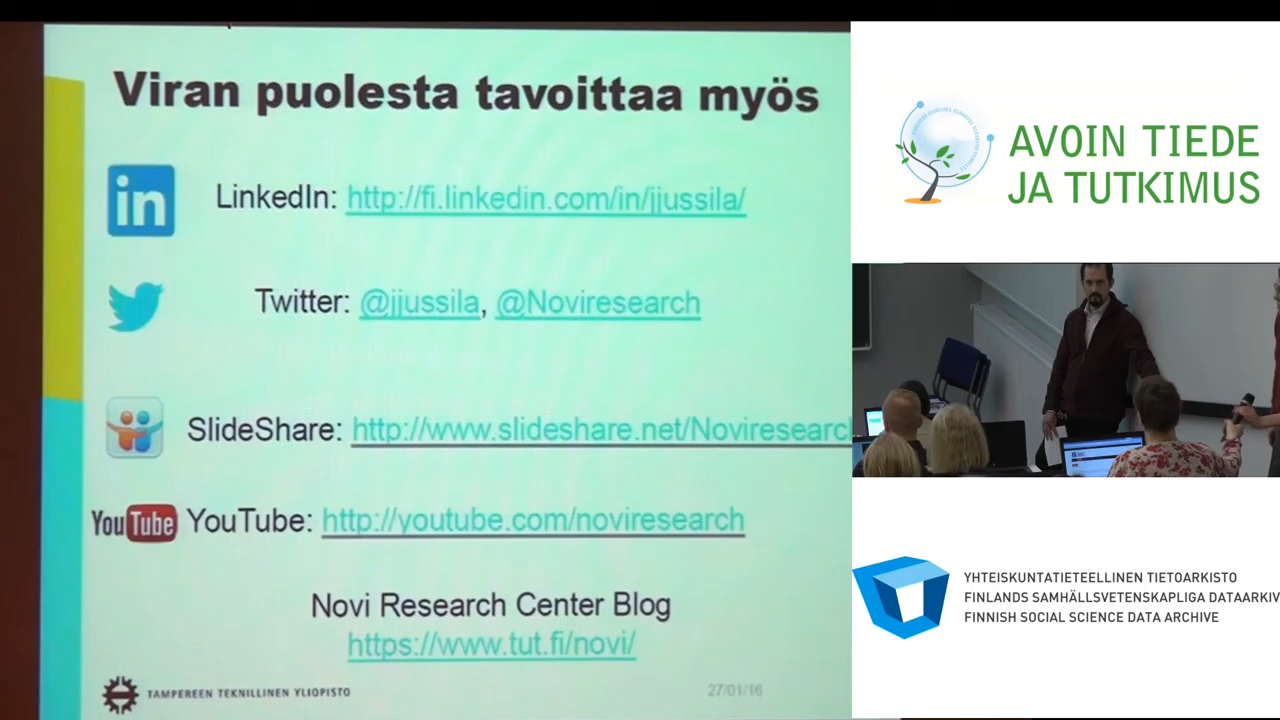 Viran puolesta tavoittaa myös
in
LinkedIn: http://fi.linkedin.com/in/jjussila/
Twitter: @jjussila, @Noviresearch
SlideShare: http://www.slideshare.net/Noviresearch
YouTube YouTube: http://youtube.com/noviresearch
Novi Research Center Blog
https://www.tut.fi/novi/
TAMPEREEN TEKNILLINEN YLIOPISTO
27/01/16
AVOIN TIEDE
JA TUTKIMUS
YHTEISKUNTATIETEELLINEN TIETOARKISTO
FINLANDS SAMHÄLLSVETENSKAPLIGA DATAARKIV
FINNISH SOCIAL SCIENCE DATA ARCHIVE